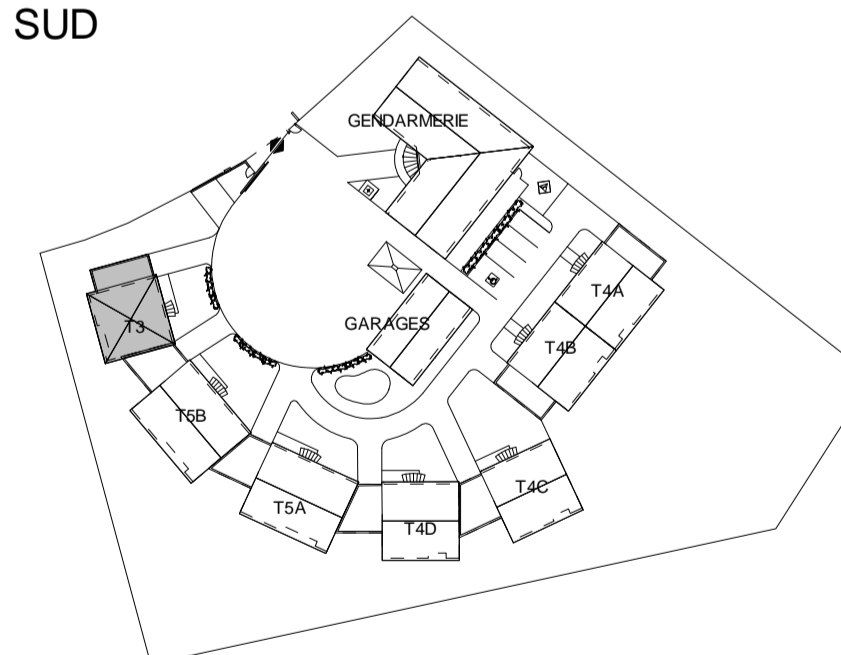 SUD
GENDARMERIE
T4A
T3
GARAGES
T4B
T5B
T4C
T5A
T4D